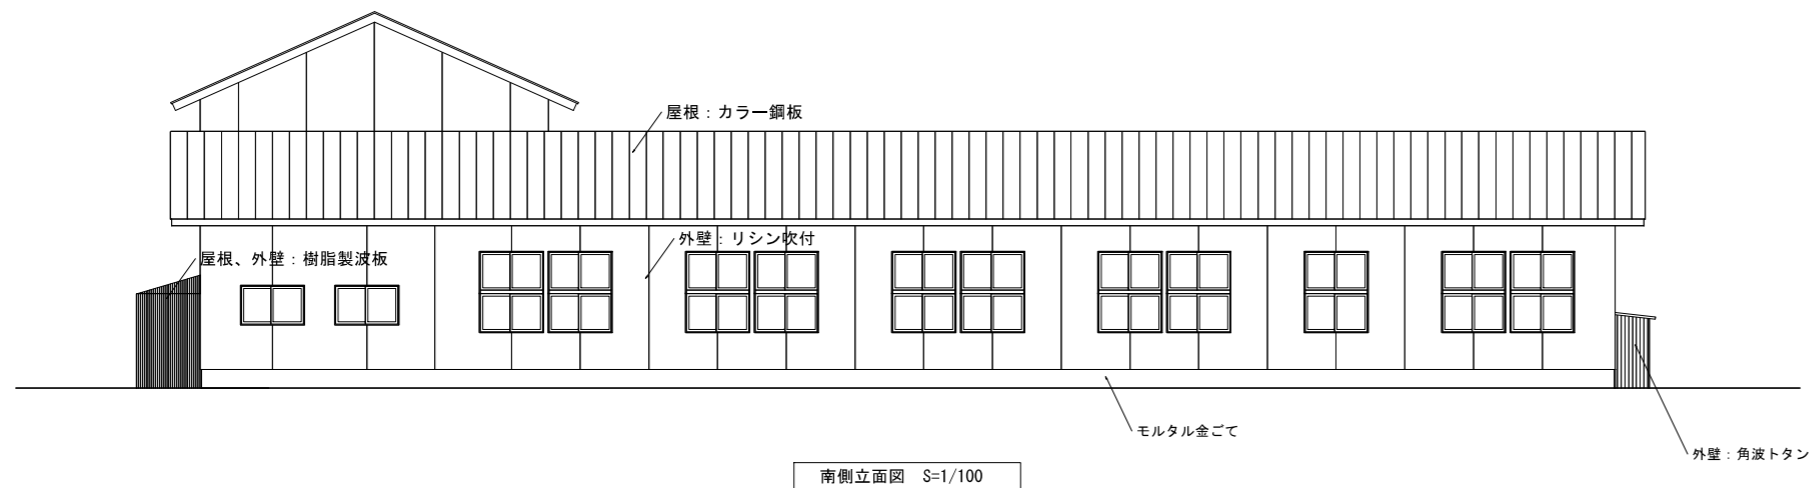 屋根：カラー鋼板
外壁：リシン吹付
屋根、外壁：樹脂製波板
モルタル金ごて
外壁：角波トタン
南側立面図　S=1/100